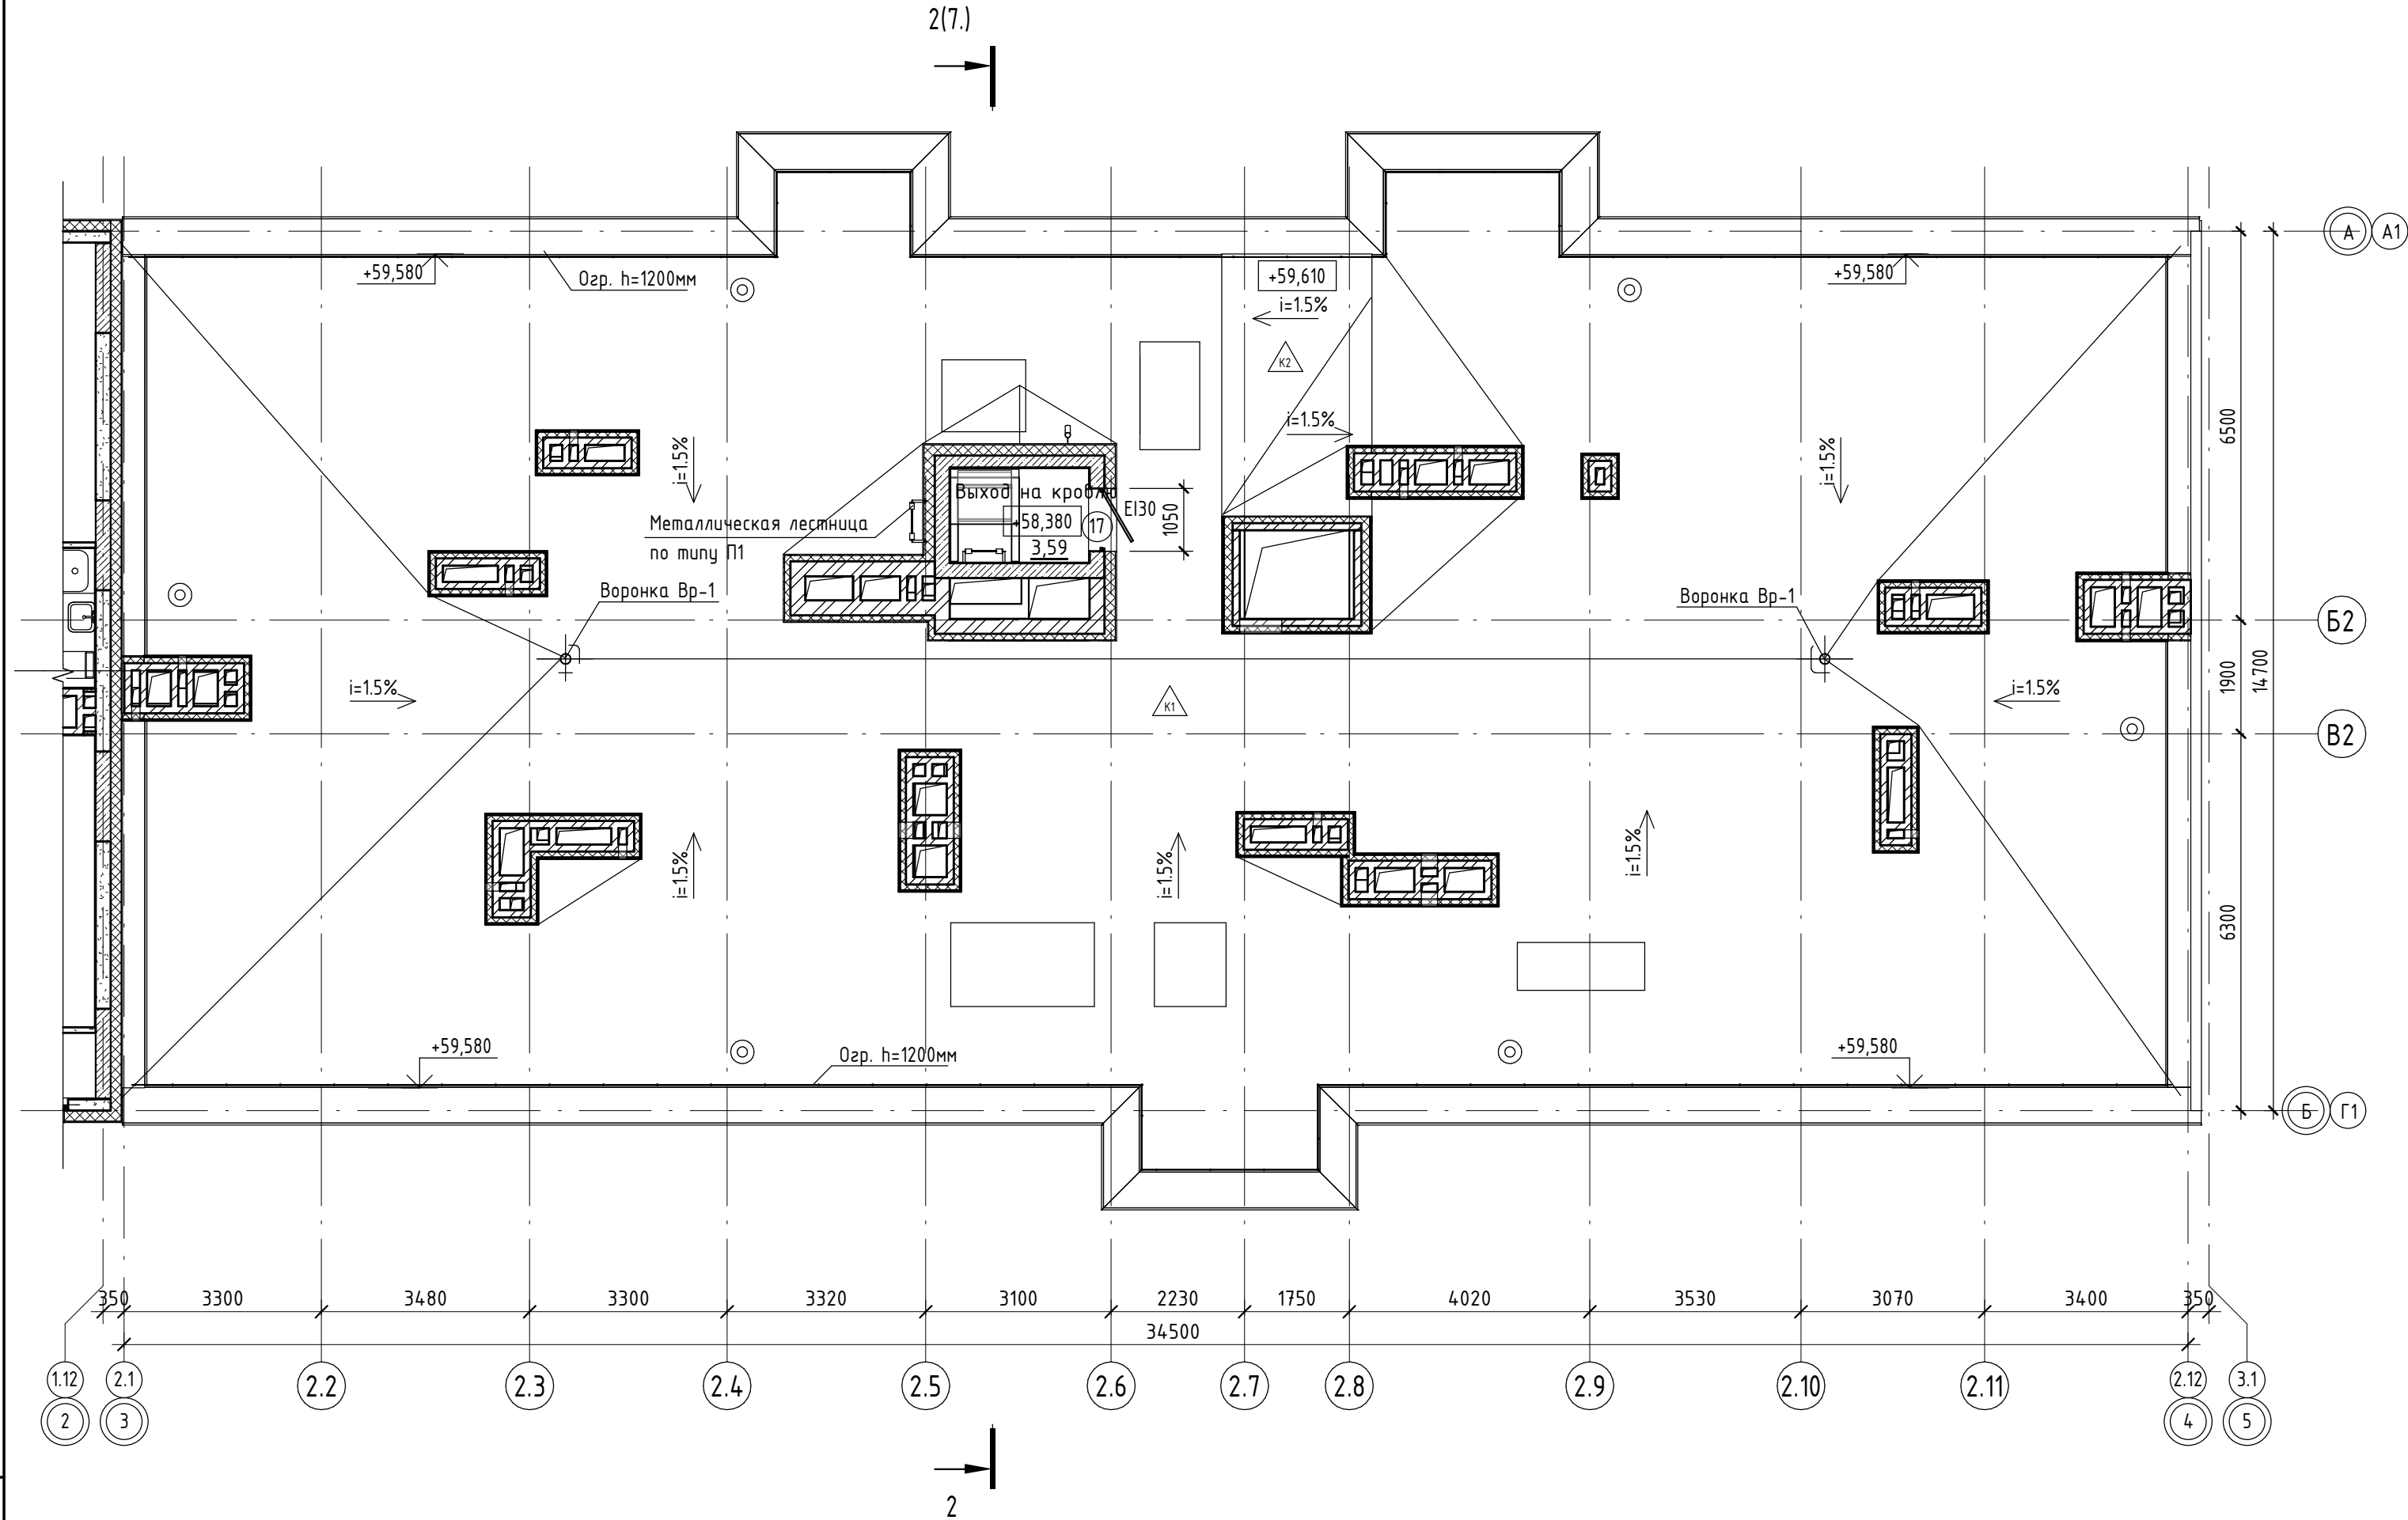 2(7.)
А
А1
+59,580
Огр. h=1200мм
+59,610
+59,580
i=1.5%
К2
i=1.5%
i=1.5%
i=1.5%
6500
Выход на кровлю
Металлическая лестница
по типу П1
+58,380
17
EI30
1050
3,59
Воронка Вр-1
Воронка Вр-1
Б2
i=1.5%
К1
i=1.5%
1900
14700
В2
i=1.5%
i=1.5%
i=1.5%
6300
+59,580
Огр. h=1200мм
+59,580
Б
Г1
350
3300
3480
3300
3320
3100
2230
1750
4020
3530
3070
3400
350
34500
1.12
2.1
2.2
2.3
2.4
2.5
2.6
2.7
2.8
2.9
2.10
2.11
2.12
3.1
2
3
4
5
2